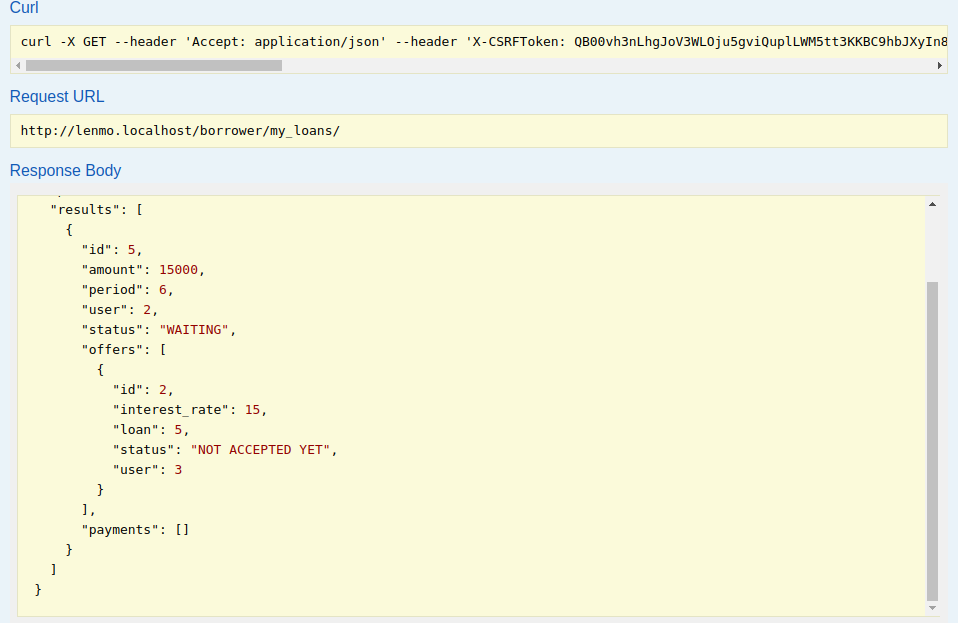 Curl
curl -X GET --header 'Accept: application/json' --header 'X-CSRFToken: QB00vh3nLhgJoV3WLOju5gviQuplLWM5tt3KKBC9hbJXyIn8
Request URL
http://lenmo.localhost/borrower/my_loans/
Response Body
"results": [
{
"id": 5,
"amount": 15000,
"period": 6,
"user": 2,
"status": "WAITING",
"offers": [
{
"id": 2,
"interest_rate": 15,
"loan": 5,
"status": "NOT ACCEPTED YET",
"user": 3
}
],
"payments": []
}
]
}